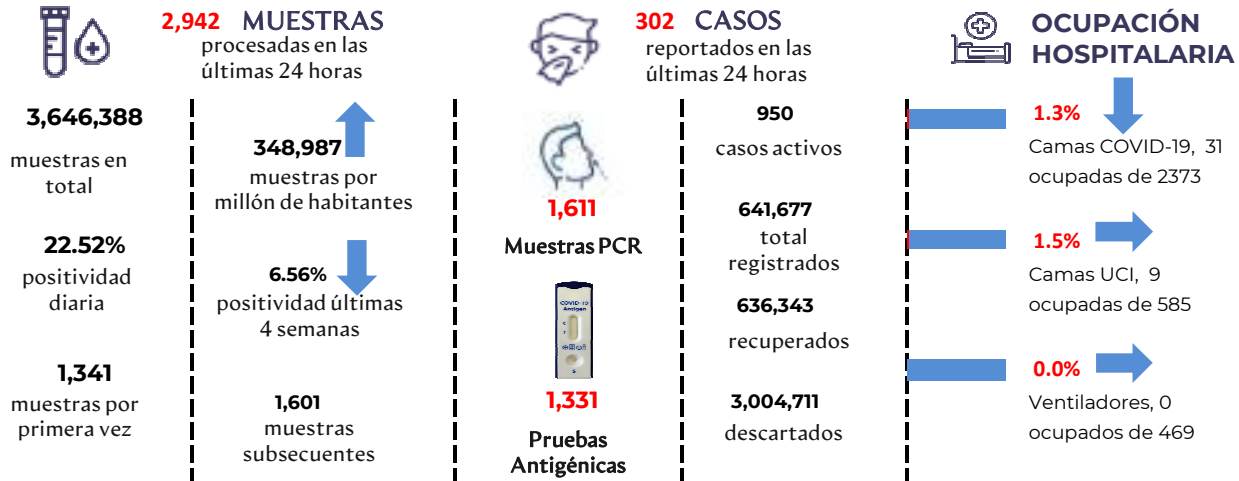 2,942 MUESTRAS
procesadas en las
últimas 24 horas
3,646,388
muestras en
total
22.52%
positividad
diaria
1,341
muestras por
primera vez
348,987
muestras por
millón de habitantes
6.56%
positividad últimas
4 semanas
1,601
muestras
subsecuentes
302 CASOS
reportados en las
últimas 24 horas
1,611
Muestras PCR
COVID-19
Antigen
C
T
S
1,331
Pruebas
Antigénicas
950
casos activos
641,677
total
registrados
636,343
recuperados
3,004,711
descartados
OCUPACIÓN
HOSPITALARIA
1.3%
Camas COVID-19, 31
ocupadas de 2373
1.5%
Camas UCI, 9
ocupadas de 585
0.0%
Ventiladores, 0
ocupados de 469